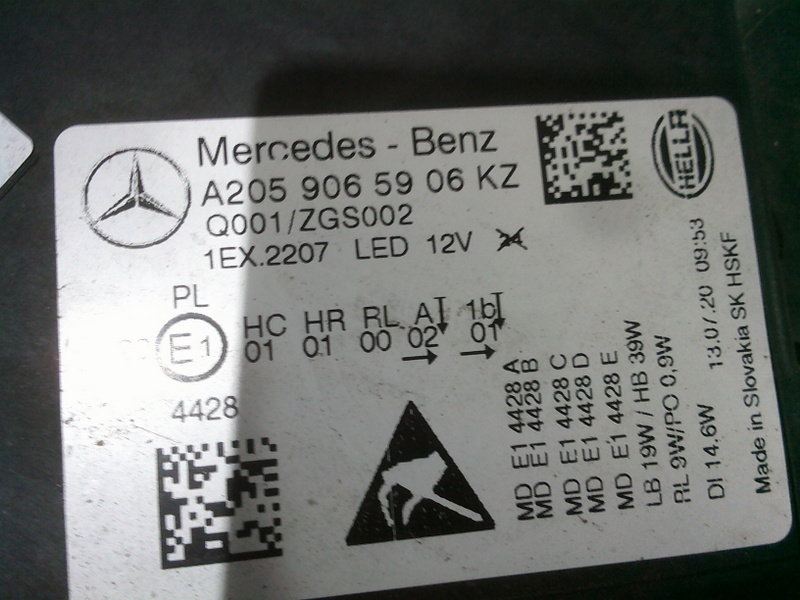 Mercedes - Benz
A205 906 59 06 KZ
Q001/ZGS002
1EX.2207 LED 12V
HELLA
PL
E1
HC HR RL A 1b
01 01 00 02 01
4428
MD E1 4428 A
MD E1 4428 B
MD E1 4428 C
MD E1 4428 D
MD E1 4428 E
LB 19W / HB 39W
RL 9W/PO 0,9W
DI 14.6W 13.07.20 09:53
Made in Slovakia SK HSKF